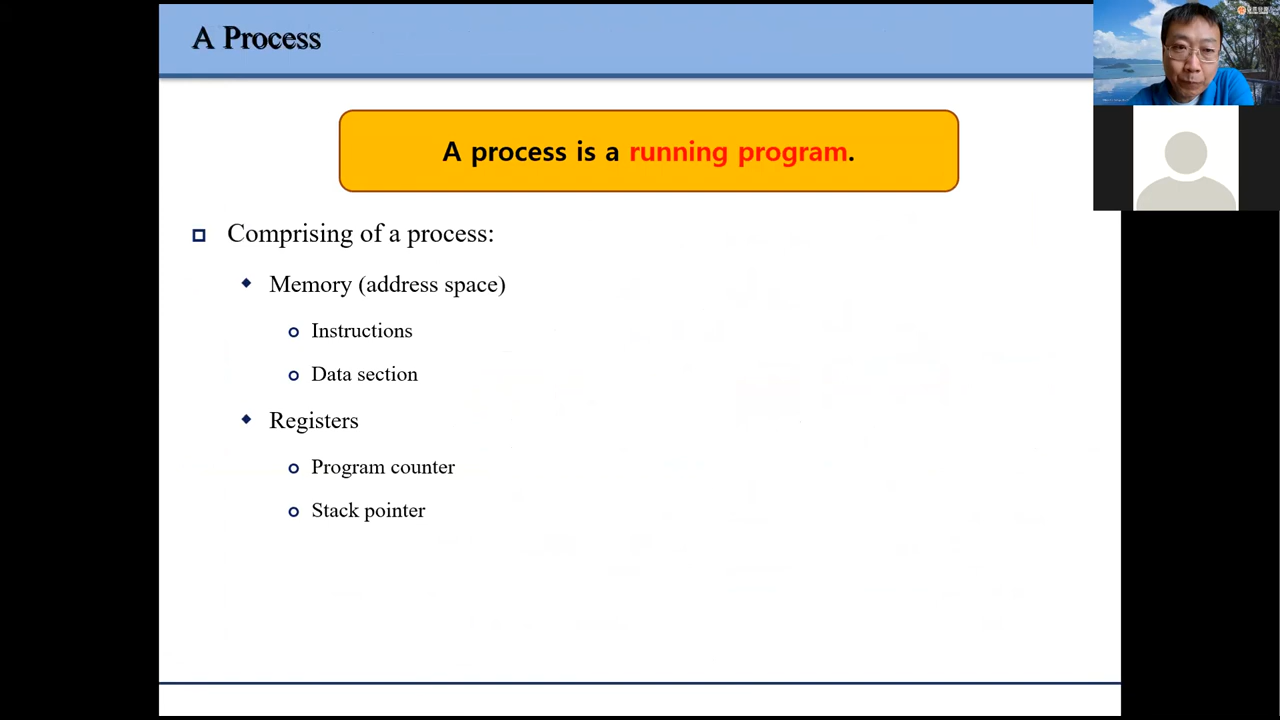 A Process
A process is a running program.
Comprising of a process:
Memory (address space)
Instructions
Data section
Registers
Program counter
Stack pointer